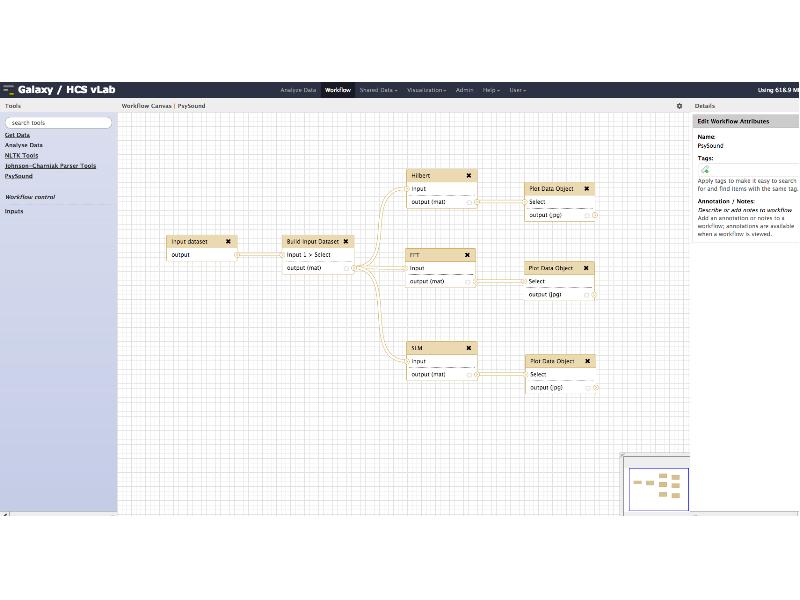 Galaxy / HCS vLab
Analyze Data
Workflow
Shared Data
Visualization
Admin
Help
User
Using 618.9 M
Tools
Workflow Canvas | PsySound
Details
search tools
Get Data
Analyse Data
NLTK Tools
Johnson-Charniak Parser Tools
PsySound
Workflow control
Inputs
Input dataset
output
Build Input Dataset
Input 1 > Select
output (mat)
Hilbert
Input
output (mat)
Plot Data Object
Select
output (jpg)
FFT
Input
output (mat)
Plot Data Object
Select
output (jpg)
SLM
Input
output (mat)
Plot Data Object
Select
output (jpg)
Edit Workflow Attributes
Name:
PsySound
Tags:
Apply tags to make it easy to search
for and find items with the same tag.
Annotation / Notes:
Describe or add notes to workflow
Add an annotation or notes to a
workflow; annotations are available
when a workflow is viewed.